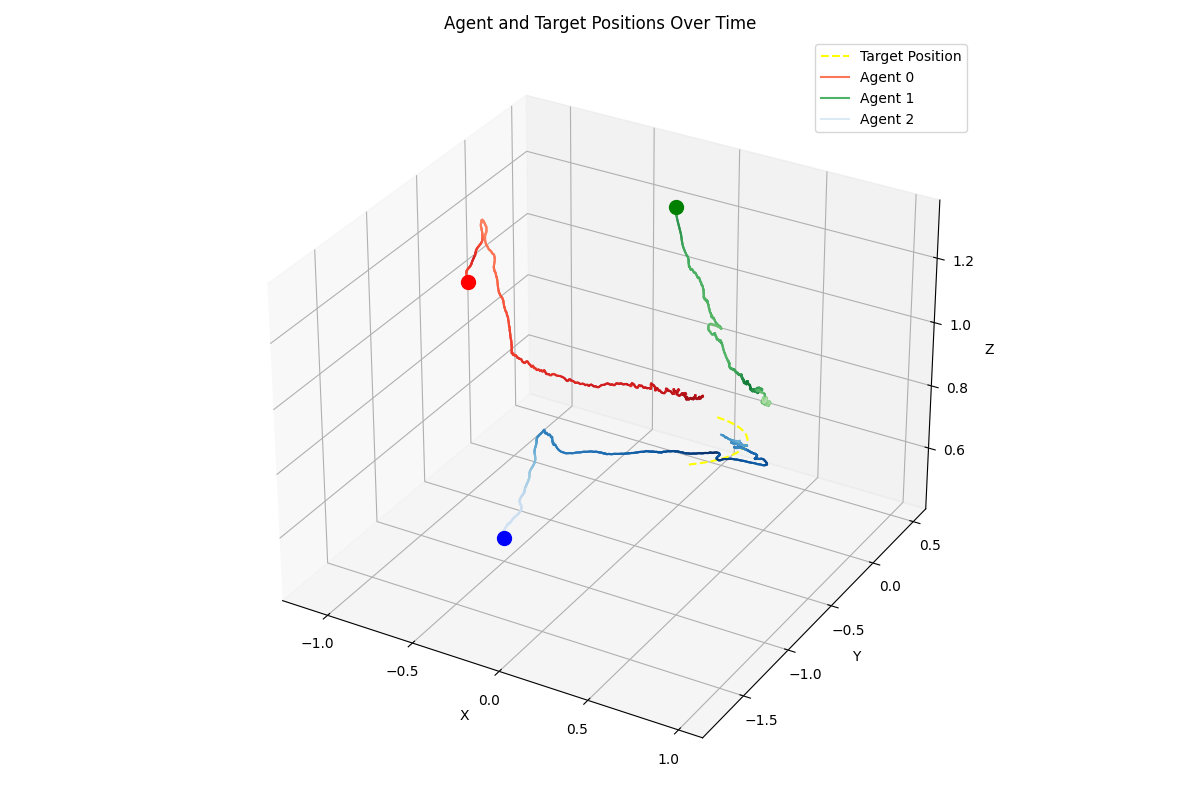 Agent and Target Positions Over Time
Target Position
Agent 0
Agent 1
Agent 2
1.2
1.0
Z
0.8
0.6
0.5
0.0
−0.5
Y
−1.0
−1.5
−1.0
−0.5
0.0
X
0.5
1.0